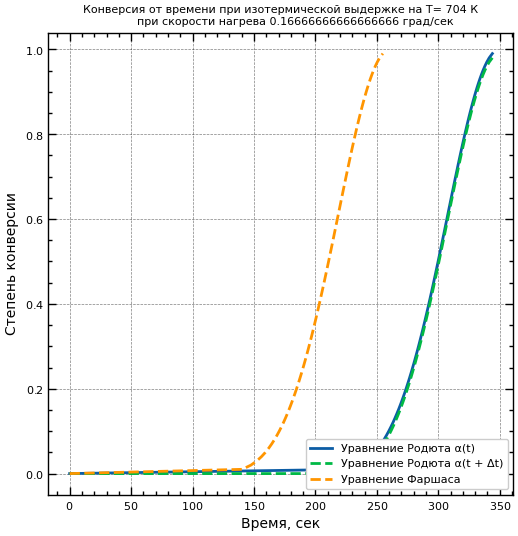 Конверсия от времени при изотермической выдержке на T= 704 K
при скорости нагрева 0.16666666666666666 град/сек
Степень конверсии
1.0
0.8
0.6
0.4
0.2
0.0
Уравнение Родюта α(t)
Уравнение Родюта α(t + Δt)
Уравнение Фаршаса
0 50 100 150 200 250 300 350
Время, сек